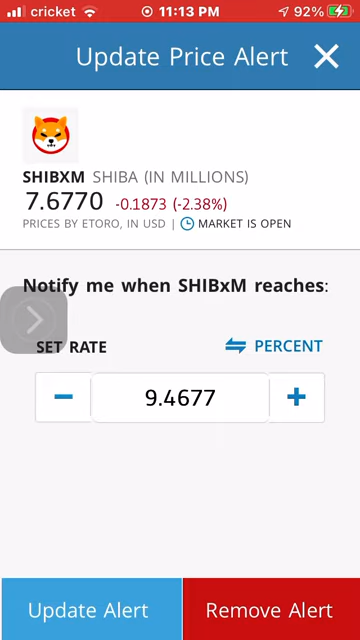 cricket 11:13 PM 92%
Update Price Alert
SHIBXM SHIBA (IN MILLIONS)
7.6770 -0.1873 (-2.38%)
PRICES BY ETORO, IN USD | MARKET IS OPEN
Notify me when SHIBxM reaches:
SET RATE PERCENT
− 9.4677 +
Update Alert Remove Alert